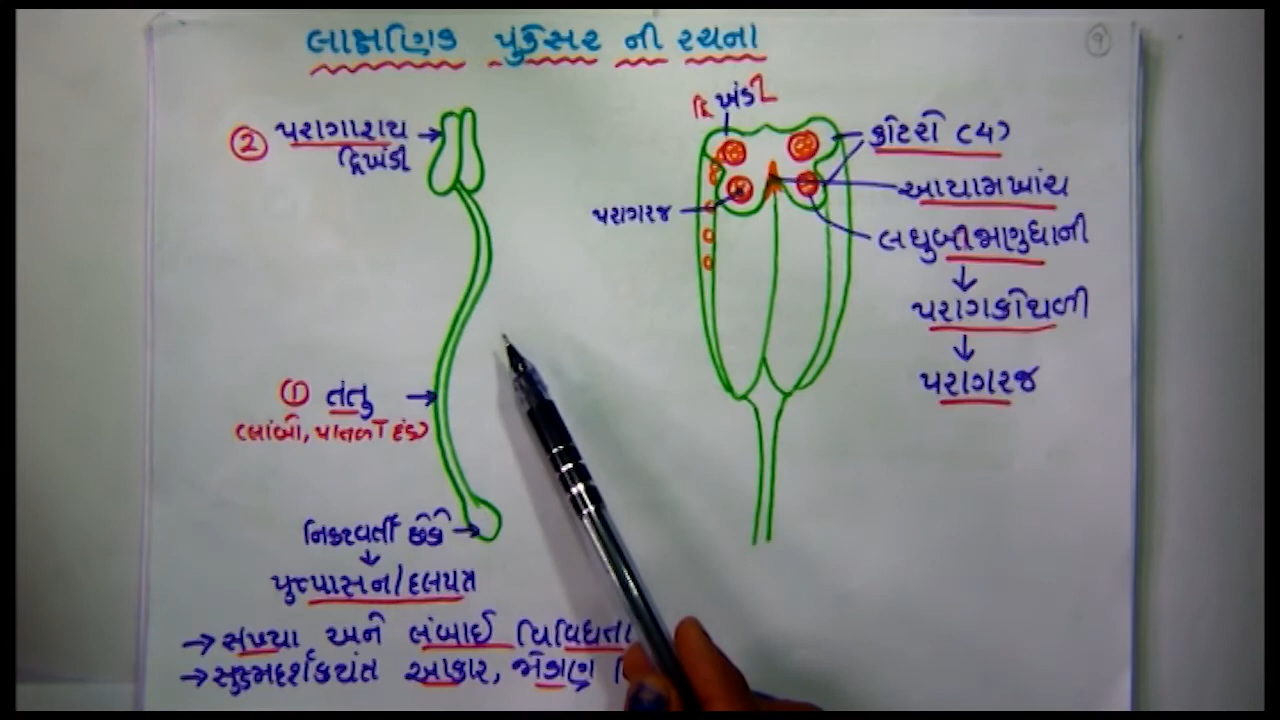 લાક્ષણિક પુંકેસર ની રચના
૧
② પરાગાશય
દ્વિખંડી
① તંતુ
(લાંબો, પાતળો દંડ)
નિકટવર્તી છેડો
પુષ્પાસન/દલપત્ર
→ સંખ્યા અને લંબાઈ વિવિધતા
→ સુક્ષ્મદર્શકયંત્ર આકાર, જોડાણ
દ્વિખંડી
પરાગરજ
કોટરો (4)
આયામ ખાંચ
લઘુબીજાણુધાની
↓
પરાગકોથળી
↓
પરાગરજ